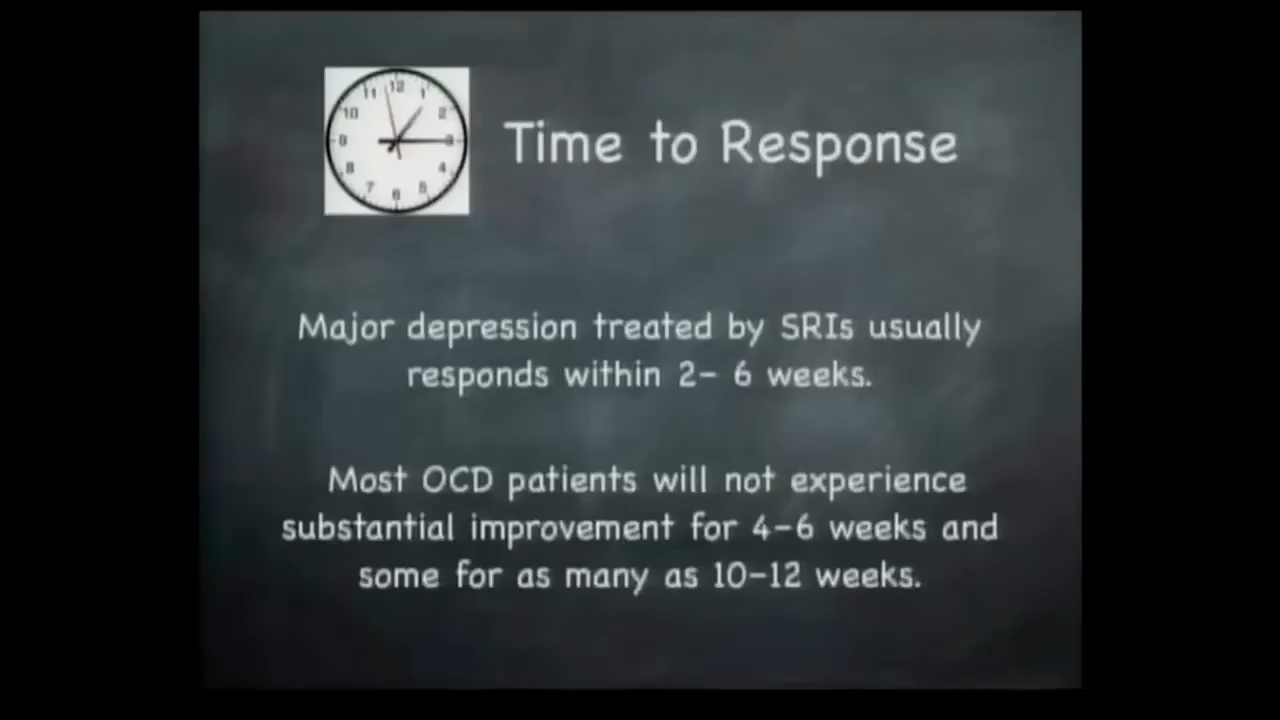 Time to Response
Major depression treated by SRIs usually
responds within 2– 6 weeks.
Most OCD patients will not experience
substantial improvement for 4–6 weeks and
some for as many as 10–12 weeks.